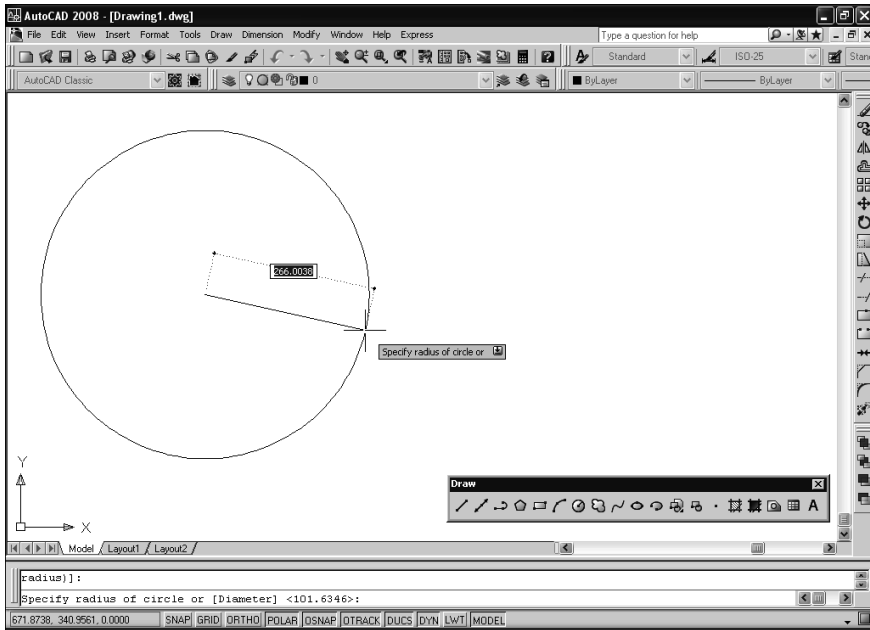 AutoCAD 2008 - [Drawing1.dwg]
File Edit View Insert Format Tools Draw Dimension Modify Window Help Express
Type a question for help
Standard
ISO-25
Stan
AutoCAD Classic
0
ByLayer
ByLayer
266.0038
Specify radius of circle or
Y
X
Draw
A
Model Layout1 Layout2
radius)]:
Specify radius of circle or [Diameter] <101.6346>:
671.8738, 340.9561, 0.0000 SNAP GRID ORTHO POLAR OSNAP OTRACK DUCS DYN LWT MODEL